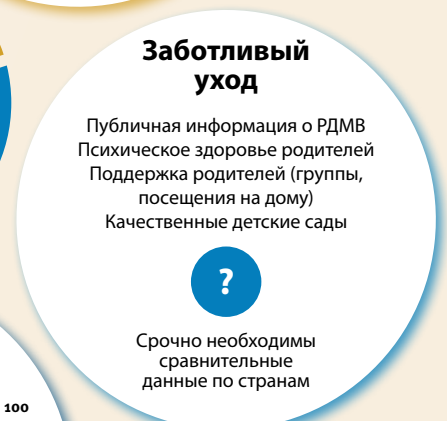 Заботливый
уход
Публичная информация о РДМВ
Психическое здоровье родителей
Поддержка родителей (группы,
посещения на дому)
Качественные детские сады
?
Срочно необходимы
сравнительные
данные по странам
100